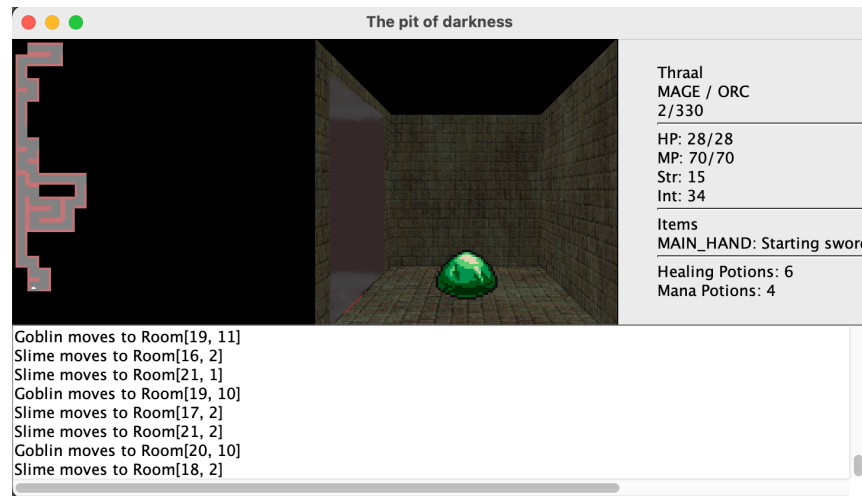 The pit of darkness
Thraal
MAGE / ORC
2/330
HP: 28/28
MP: 70/70
Str: 15
Int: 34
Items
MAIN_HAND: Starting sword
Healing Potions: 6
Mana Potions: 4
Goblin moves to Room[19, 11]
Slime moves to Room[16, 2]
Slime moves to Room[21, 1]
Goblin moves to Room[19, 10]
Slime moves to Room[17, 2]
Slime moves to Room[21, 2]
Goblin moves to Room[20, 10]
Slime moves to Room[18, 2]